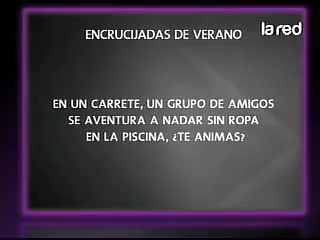 ENCRUCIJADAS DE VERANO
la red
EN UN CARRETE, UN GRUPO DE AMIGOS
SE AVENTURA A NADAR SIN ROPA
EN LA PISCINA, ¿TE ANIMAS?